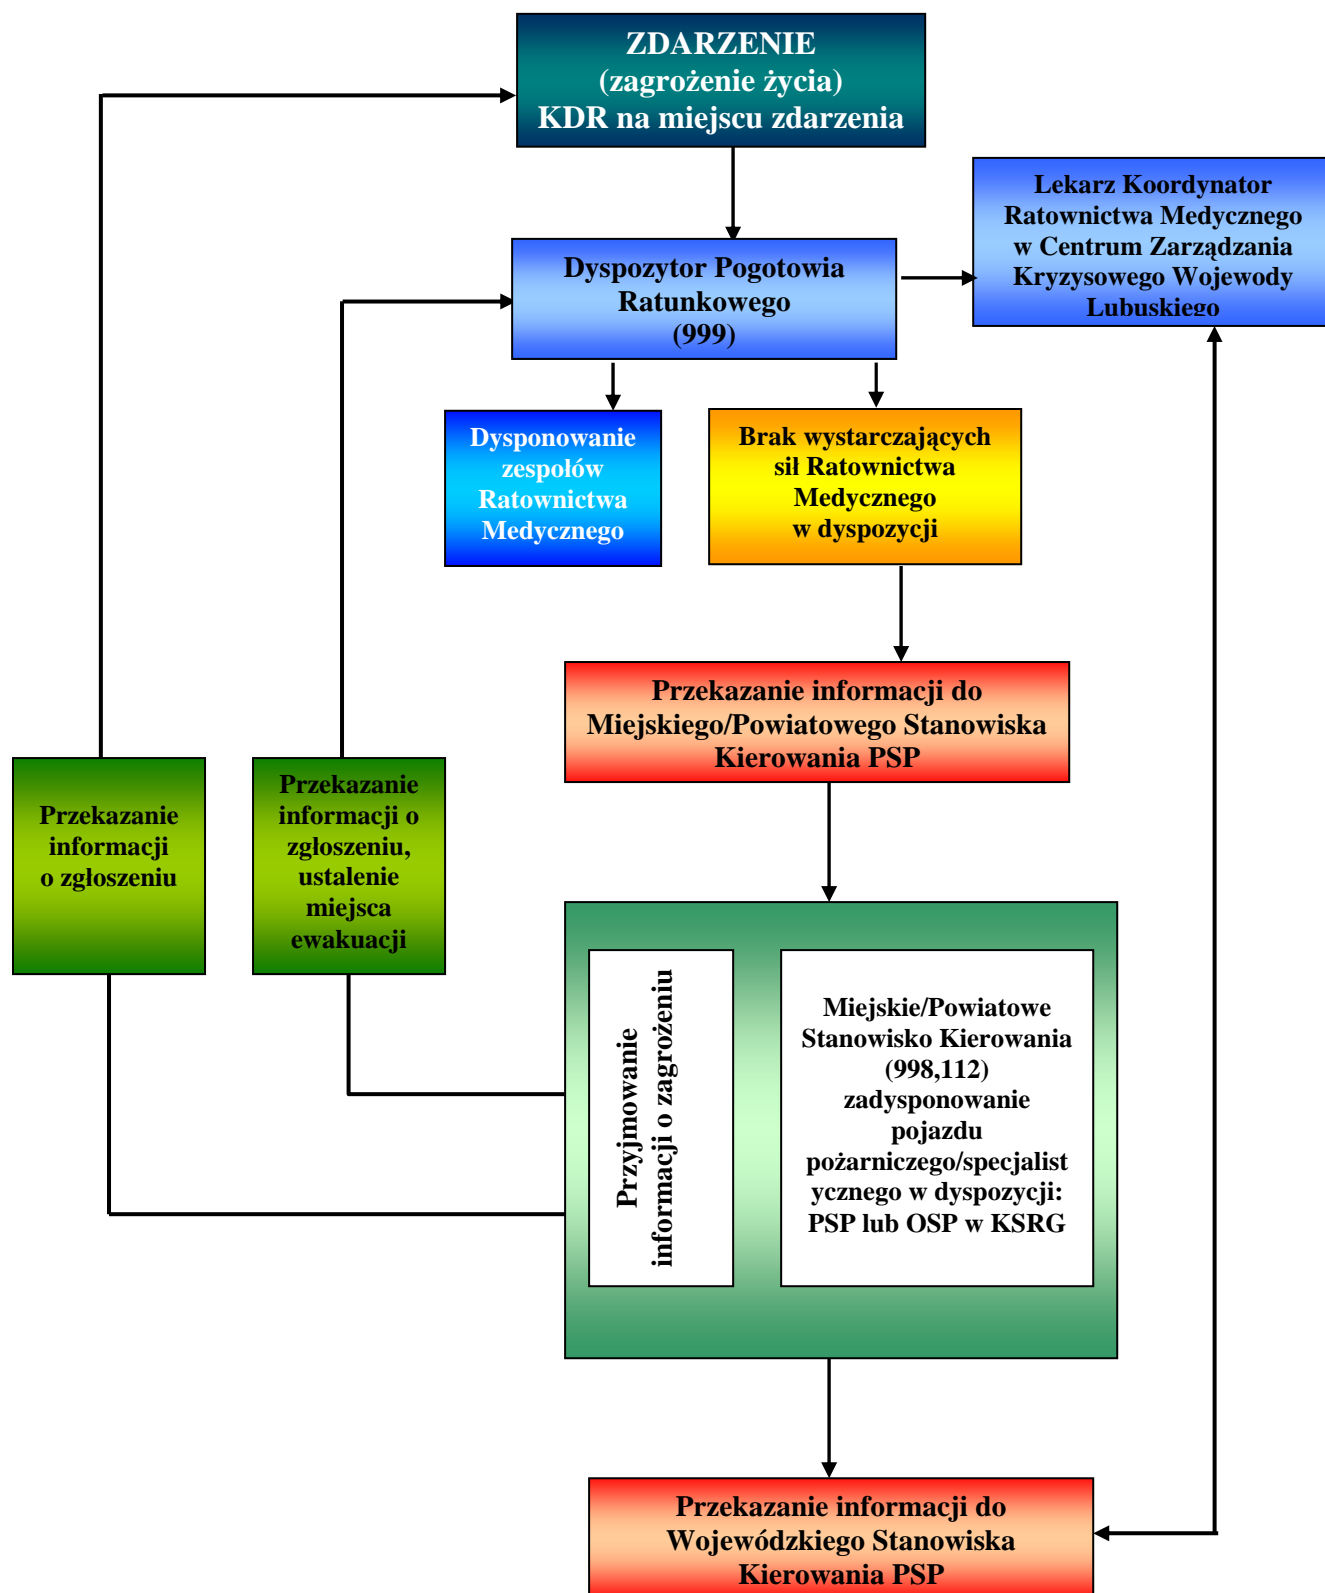 ZDARZENIE
(zagrożenie życia)
KDR na miejscu zdarzenia
Lekarz Koordynator
Ratownictwa Medycznego
w Centrum Zarządzania
Kryzysowego Wojewody
Lubuskiego
Dyspozytor Pogotowia
Ratunkowego
(999)
Dysponowanie
zespołów
Ratownictwa
Medycznego
Brak wystarczających
sił Ratownictwa
Medycznego
w dyspozycji
Przekazanie informacji do
Miejskiego/Powiatowego Stanowiska
Kierowania PSP
Przekazanie
informacji
o zgłoszeniu
Przekazanie
informacji o
zgłoszeniu,
ustalenie
miejsca
ewakuacji
Przyjmowanie
informacji o zagrożeniu
Miejskie/Powiatowe
Stanowisko Kierowania
(998,112)
zadysponowanie
pojazdu
pożarniczego/specjalist
ycznego w dyspozycji:
PSP lub OSP w KSRG
Przekazanie informacji do
Wojewódzkiego Stanowiska
Kierowania PSP